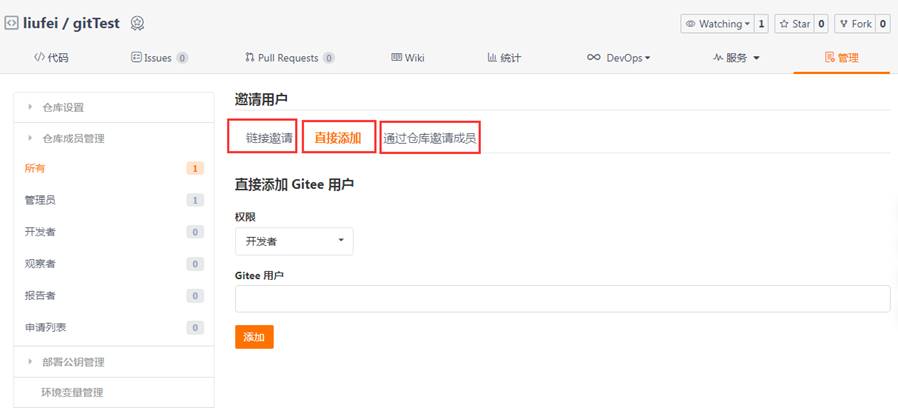 liufei / gitTest
Watching 1 Star 0 Fork 0
代码 Issues 0 Pull Requests 0 Wiki 统计 DevOps 服务 管理
仓库设置
仓库成员管理
所有 1
管理员 1
开发者 0
观察者 0
报告者 0
申请列表 0
部署公钥管理
环境变量管理
邀请用户
链接邀请 直接添加 通过仓库邀请成员
直接添加 Gitee 用户
权限
开发者
Gitee 用户
添加